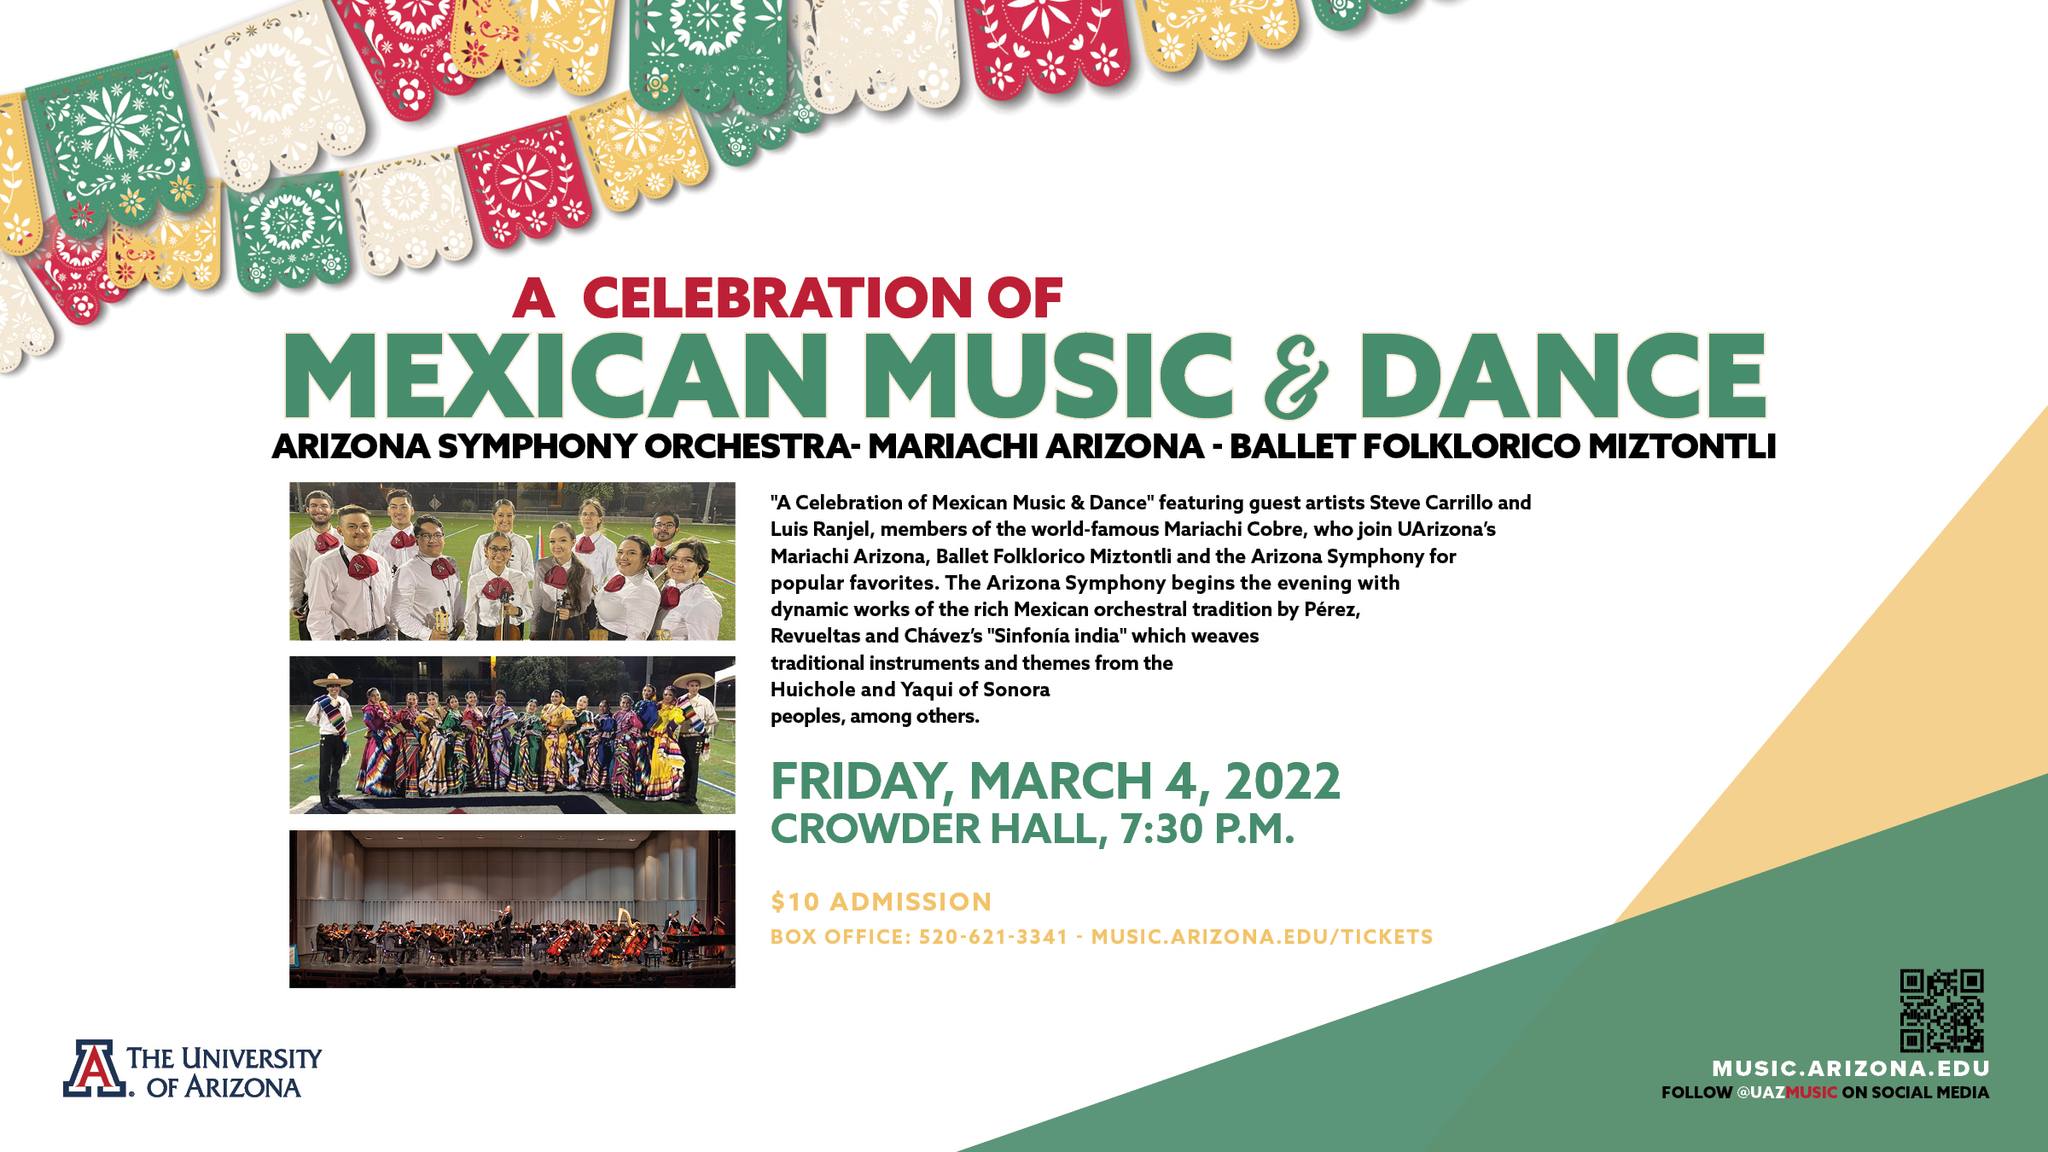 A CELEBRATION OF
MEXICAN MUSIC & DANCE
ARIZONA SYMPHONY ORCHESTRA- MARIACHI ARIZONA - BALLET FOLKLORICO MIZTONTLI
"A Celebration of Mexican Music & Dance" featuring guest artists Steve Carrillo and
Luis Ranjel, members of the world-famous Mariachi Cobre, who join UArizona’s
Mariachi Arizona, Ballet Folklorico Miztontli and the Arizona Symphony for
popular favorites. The Arizona Symphony begins the evening with
dynamic works of the rich Mexican orchestral tradition by Pérez,
Revueltas and Chávez’s "Sinfonía india" which weaves
traditional instruments and themes from the
Huichole and Yaqui of Sonora
peoples, among others.
FRIDAY, MARCH 4, 2022
CROWDER HALL, 7:30 P.M.
$10 ADMISSION
BOX OFFICE: 520-621-3341 - MUSIC.ARIZONA.EDU/TICKETS
A THE UNIVERSITY
OF ARIZONA
MUSIC.ARIZONA.EDU
FOLLOW @UAZMUSIC ON SOCIAL MEDIA